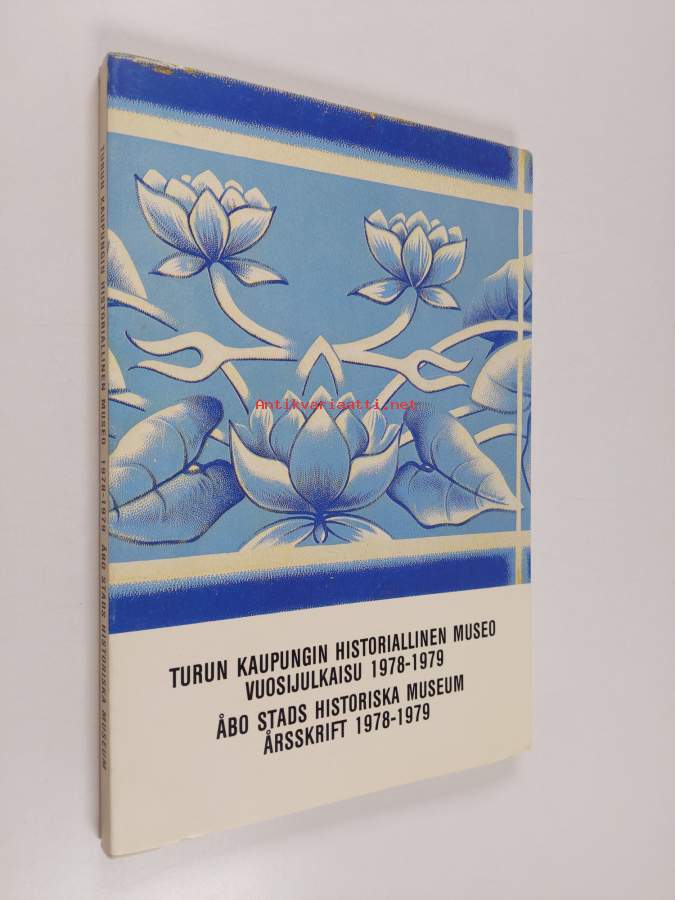 TURUN KAUPUNGIN HISTORIALLINEN MUSEO 1978-1979 ÅBO STADS HISTORISKA MUSEUM
Antikvariaatti.net
TURUN KAUPUNGIN HISTORIALLINEN MUSEO
VUOSIJULKAISU 1978-1979
ÅBO STADS HISTORISKA MUSEUM
ÅRSSKRIFT 1978-1979